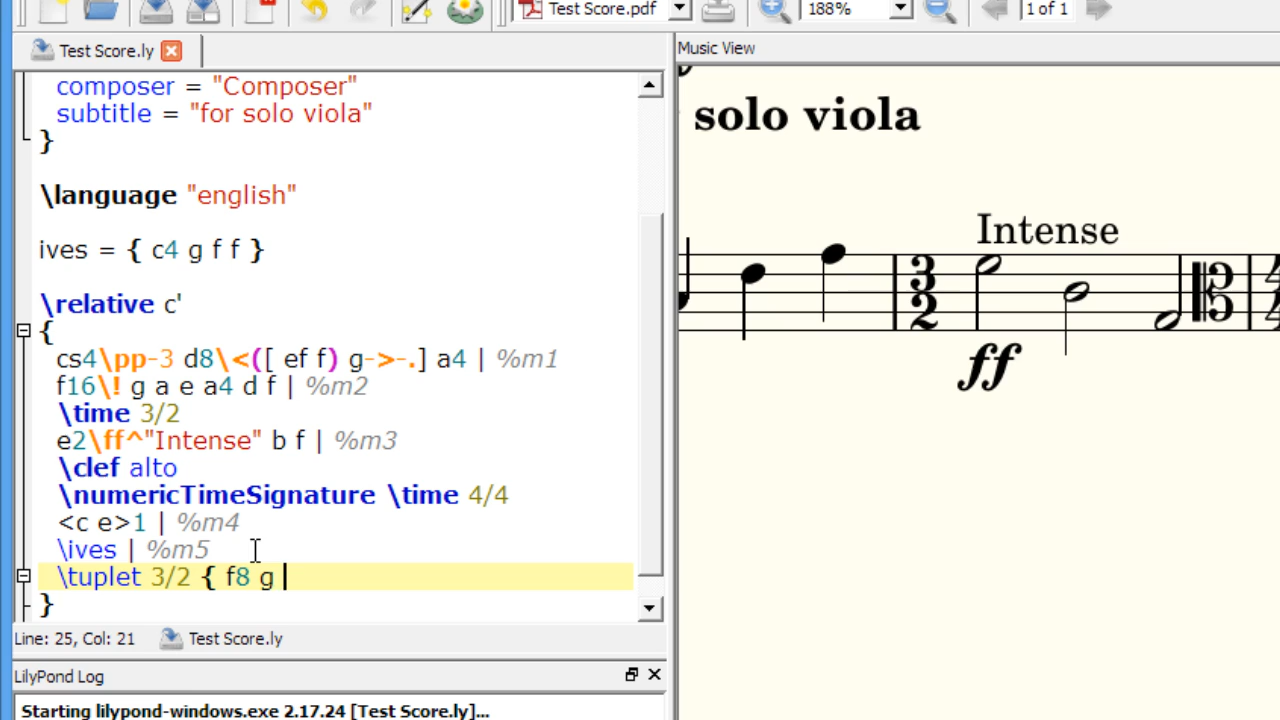 Test Score.pdf 188% 1 of 1
Test Score.ly
Music View
composer = "Composer"
subtitle = "for solo viola"
}
\language "english"
ives = { c4 g f f }
\relative c'
{
cs4\pp-3 d8\<([ ef f) g->-.] a4 | %m1
f16\! g a e a4 d f | %m2
\time 3/2
e2\ff^"Intense" b f | %m3
\clef alto
\numericTimeSignature \time 4/4
<c e>1 | %m4
\ives | %m5
\tuplet 3/2 { f8 g
}
Line: 25, Col: 21 Test Score.ly
LilyPond Log
Starting lilypond-windows.exe 2.17.24 [Test Score.ly]...
solo viola
Intense
3
2
ff